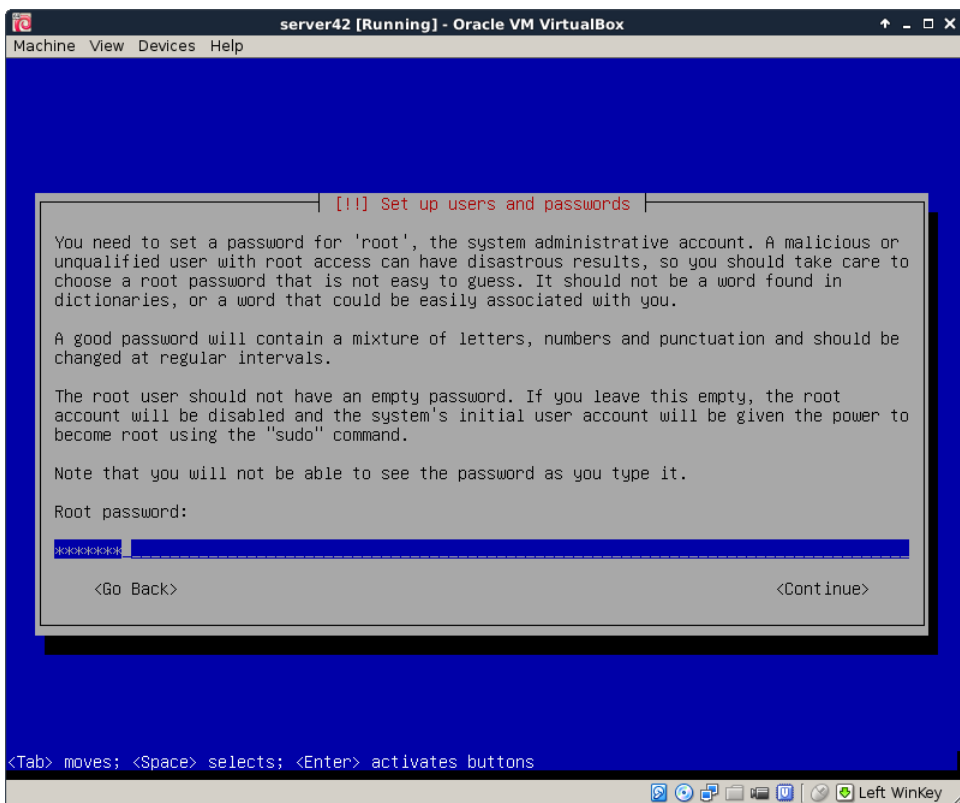 server42 [Running] - Oracle VM VirtualBox
Machine View Devices Help
[!!] Set up users and passwords
You need to set a password for 'root', the system administrative account. A malicious or
unqualified user with root access can have disastrous results, so you should take care to
choose a root password that is not easy to guess. It should not be a word found in
dictionaries, or a word that could be easily associated with you.
A good password will contain a mixture of letters, numbers and punctuation and should be
changed at regular intervals.
The root user should not have an empty password. If you leave this empty, the root
account will be disabled and the system's initial user account will be given the power to
become root using the "sudo" command.
Note that you will not be able to see the password as you type it.
Root password:
*******
<Go Back> <Continue>
<Tab> moves; <Space> selects; <Enter> activates buttons
Left WinKey